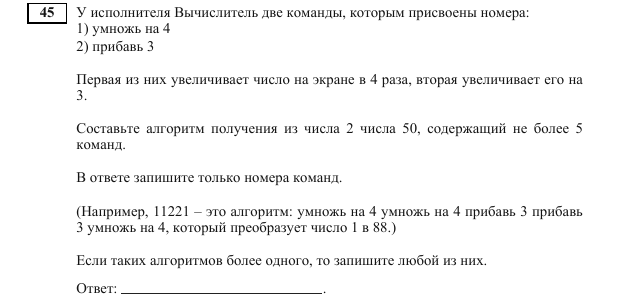 45
У исполнителя Вычислитель две команды, которым присвоены номера:
1) умножь на 4
2) прибавь 3
Первая из них увеличивает число на экране в 4 раза, вторая увеличивает его на
3.
Составьте алгоритм получения из числа 2 числа 50, содержащий не более 5
команд.
В ответе запишите только номера команд.
(Например, 11221 – это алгоритм: умножь на 4 умножь на 4 прибавь 3 прибавь
3 умножь на 4, который преобразует число 1 в 88.)
Если таких алгоритмов более одного, то запишите любой из них.
Ответ: ____________________________.